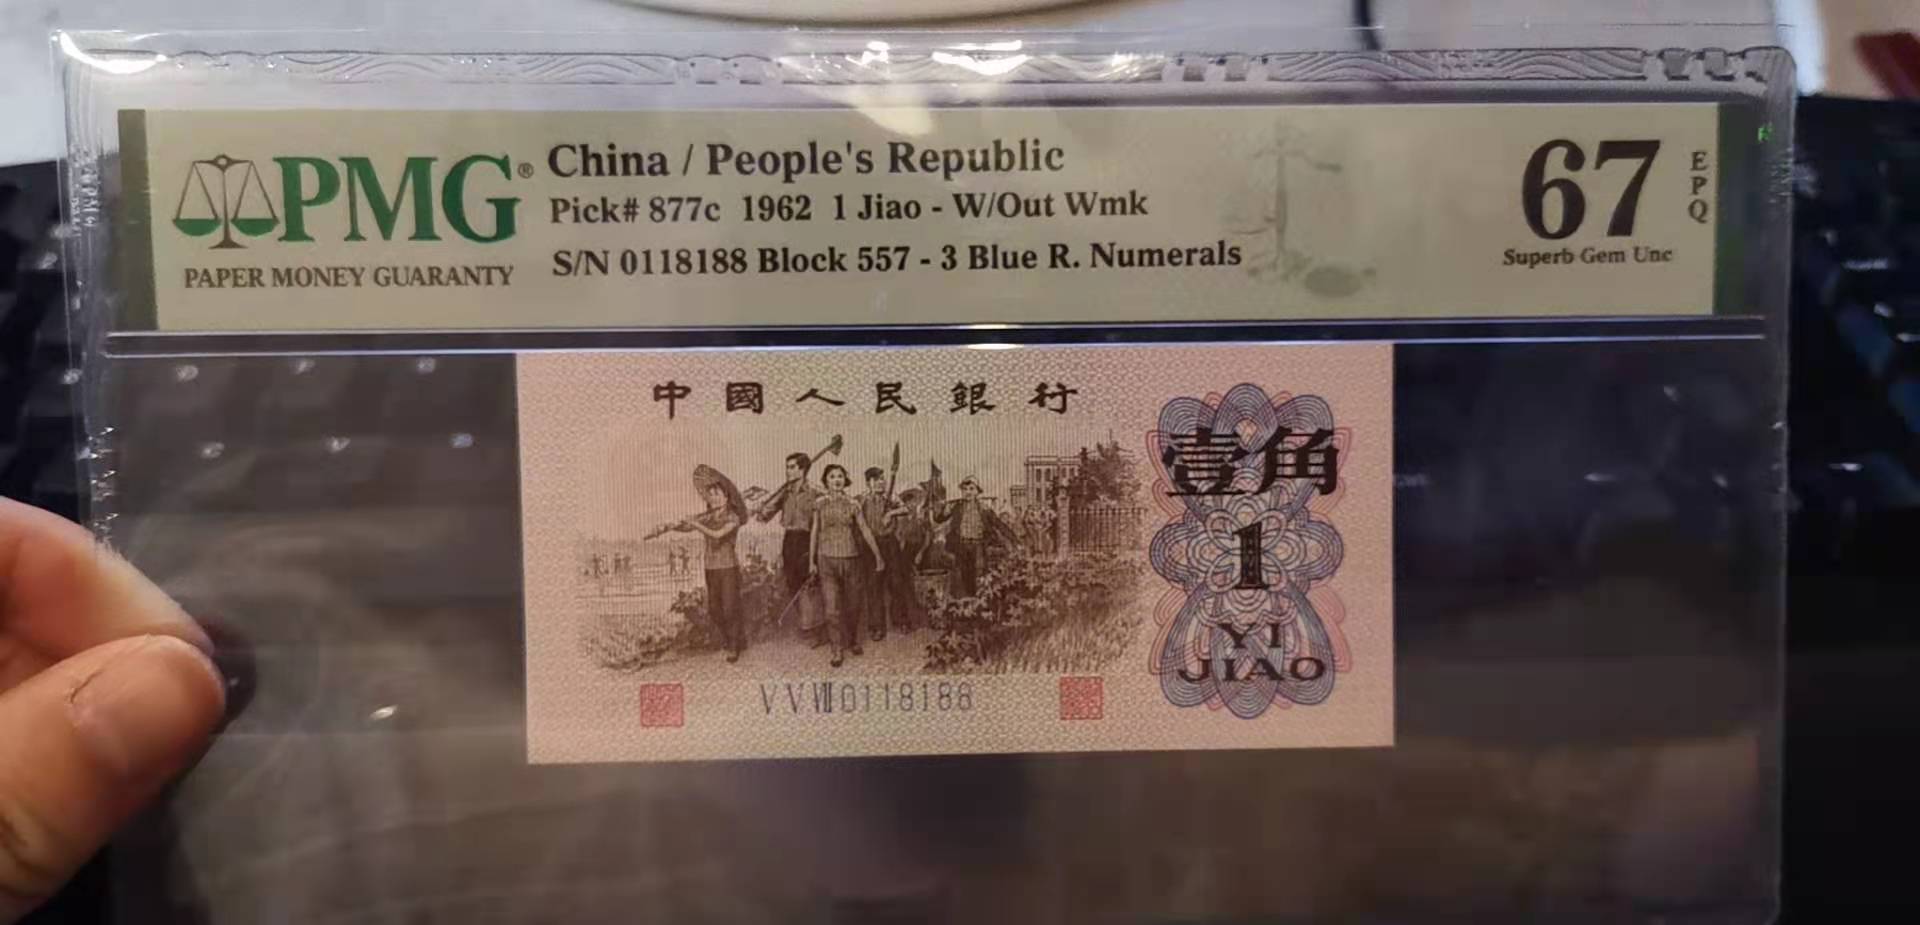 PMG®
PAPER MONEY GUARANTY
China / People's Republic
Pick# 877c 1962 1 Jiao - W/Out Wmk
S/N 0118188 Block 557 - 3 Blue R. Numerals
67
EPQ
Superb Gem Unc
中國人民銀行
壹角
1
YI
JIAO
V V VII 0118188